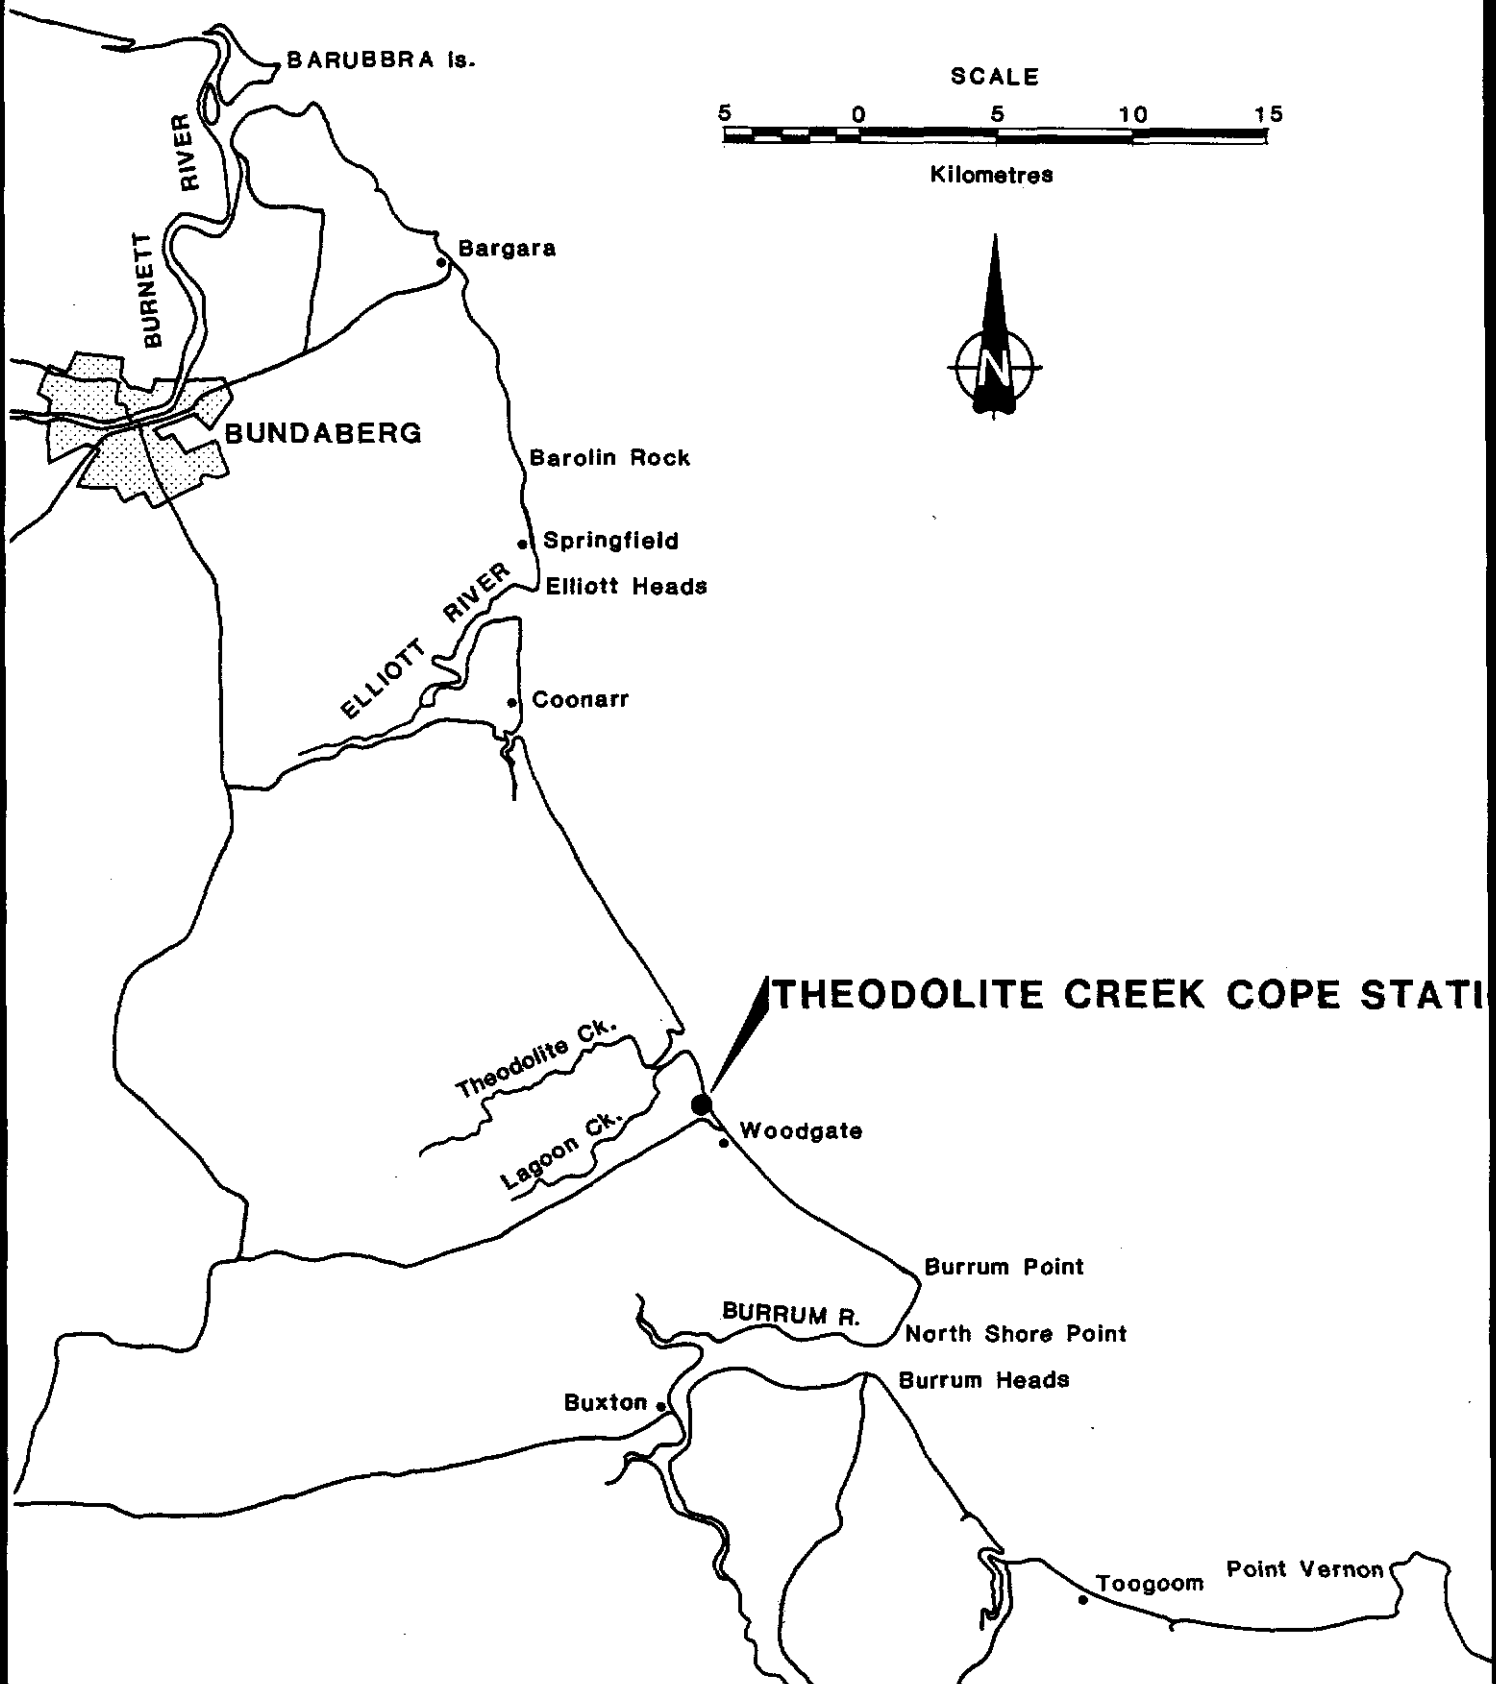 BARUBBRA Is.
SCALE
5 0 5 10 15
Kilometres
RIVER
BURNETT
Bargara
N
BUNDABERG
Barolin Rock
Springfield
Elliott Heads
ELLIOTT RIVER
Coonarr
THEODOLITE CREEK COPE STATI
Theodolite Ck.
Lagoon Ck.
Woodgate
Burrum Point
BURRUM R.
North Shore Point
Burrum Heads
Buxton
Toogoom
Point Vernon